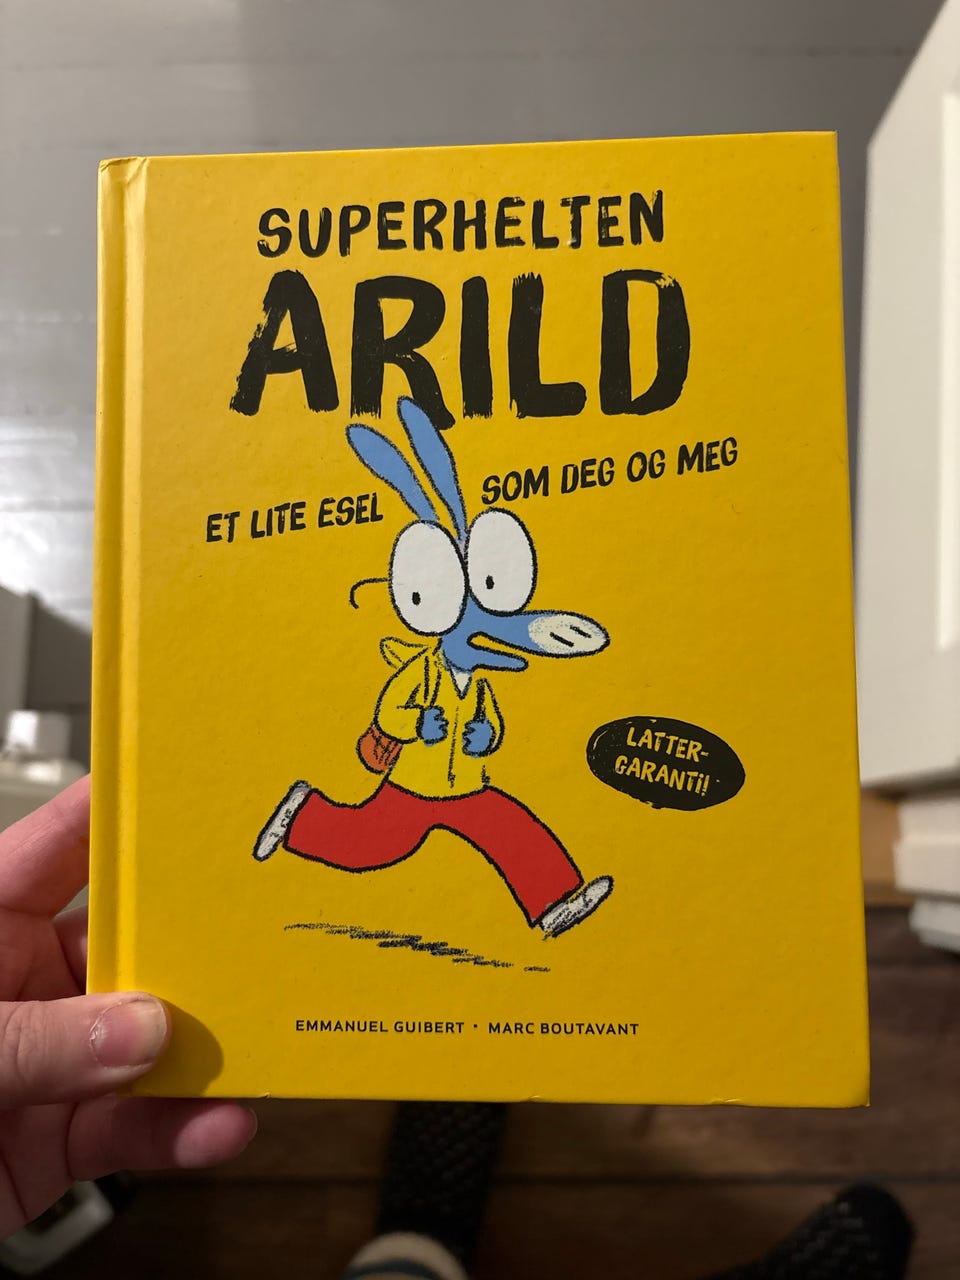 SUPERHELTEN
ARILD
ET LITE ESEL SOM DEG OG MEG
LATTER-
GARANTi!
EMMANUEL GUIBERT • MARC BOUTAVANT